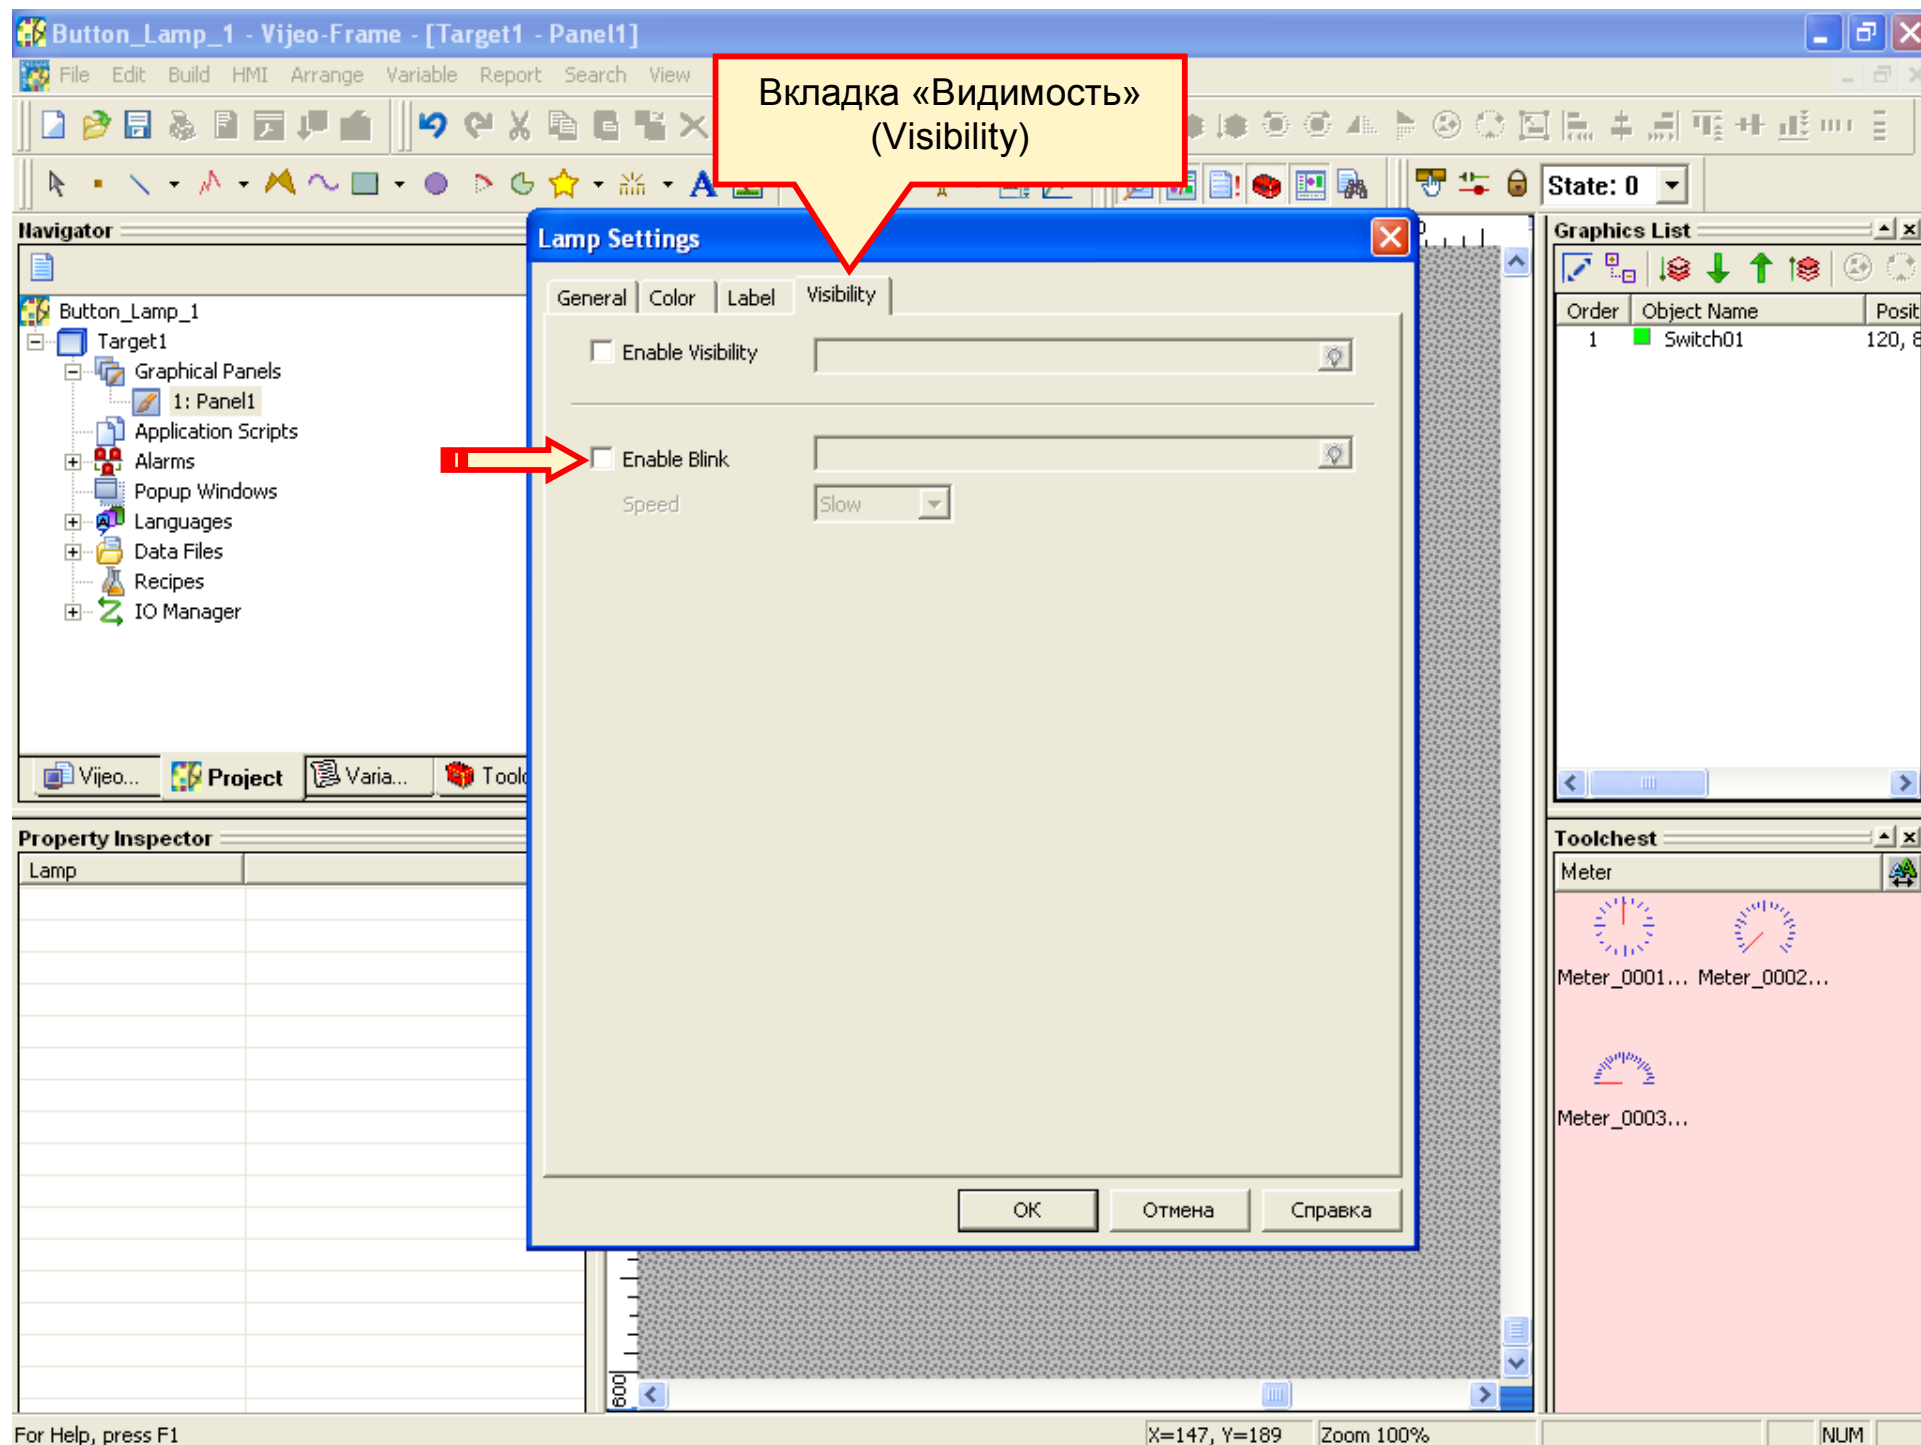 Button_Lamp_1 - Vijeo-Frame - [Target1 - Panel1]
File Edit Build HMI Arrange Variable Report Search View
Вкладка «Видимость»
(Visibility)
State: 0
Navigator
Button_Lamp_1
Target1
Graphical Panels
1: Panel1
Application Scripts
Alarms
Popup Windows
Languages
Data Files
Recipes
IO Manager
Vijeo... Project Varia... Toolc
Property Inspector
Lamp
Lamp Settings
General Color Label Visibility
Enable Visibility
Enable Blink
Speed Slow
ОК Отмена Справка
600
Graphics List
Order Object Name Posit
1 Switch01 120, 8
Toolchest
Meter
Meter_0001... Meter_0002...
Meter_0003...
For Help, press F1 X=147, Y=189 Zoom 100% NUM